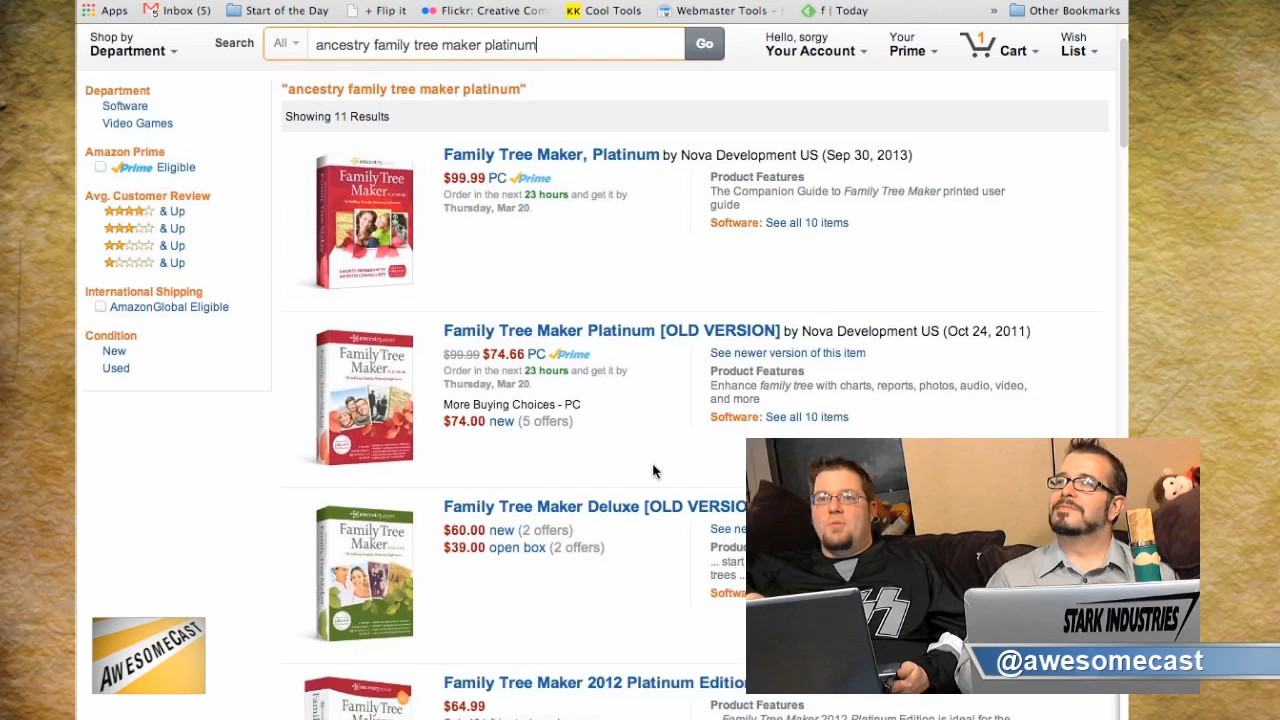 Apps Inbox (5) Start of the Day + Flip it Flickr: Creative Com KK Cool Tools Webmaster Tools - f | Today » Other Bookmarks
Shop by
Department
Search All ancestry family tree maker platinum Go
Hello, sorgy
Your Account
Your
Prime
1
Cart
Wish
List
Department
Software
Video Games
Amazon Prime
Prime Eligible
Avg. Customer Review
& Up
& Up
& Up
& Up
International Shipping
AmazonGlobal Eligible
Condition
New
Used
"ancestry family tree maker platinum"
Showing 11 Results
Family Tree Maker
Family Tree Maker, Platinum by Nova Development US (Sep 30, 2013)
$99.99 PC Prime
Order in the next 23 hours and get it by
Thursday, Mar 20.
Product Features
The Companion Guide to Family Tree Maker printed user
guide
Software: See all 10 items
Family Tree Maker
Family Tree Maker Platinum [OLD VERSION] by Nova Development US (Oct 24, 2011)
$99.99 $74.66 PC Prime
Order in the next 23 hours and get it by
Thursday, Mar 20.
More Buying Choices - PC
$74.00 new (5 offers)
See newer version of this item
Product Features
Enhance family tree with charts, reports, photos, audio, video,
and more
Software: See all 10 items
Family Tree Maker
Family Tree Maker Deluxe [OLD VERSIO
$60.00 new (2 offers)
$39.00 open box (2 offers)
See ne
Produc
... start
trees ..
Softwa
Family Tree Maker 2012 Platinum Editio
$64.99
Family Tree Maker 2012 Platinum Edition is ideal for the
AWESOMECAST
STARK INDUSTRIES
@awesomecast